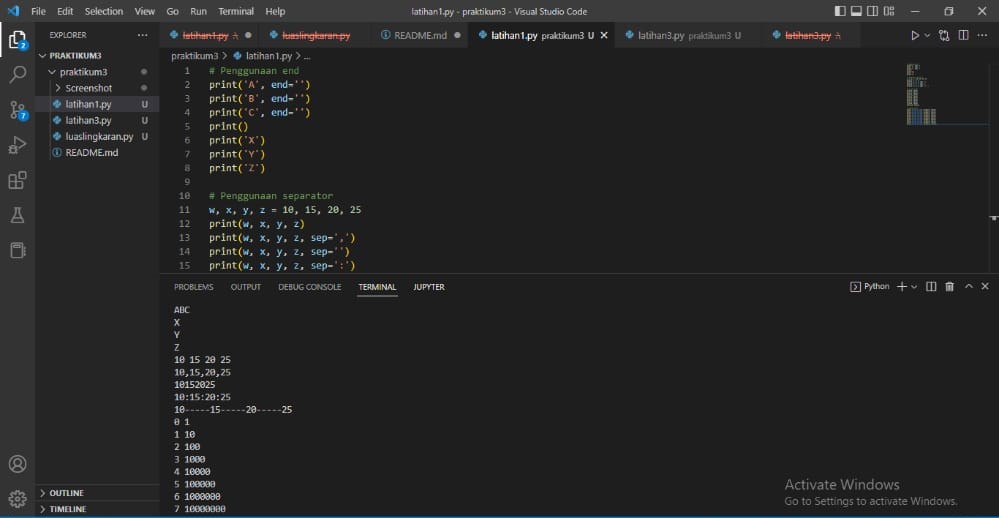 File Edit Selection View Go Run Terminal Help latihan1.py - praktikum3 - Visual Studio Code
EXPLORER
PRAKTIKUM3
praktikum3
Screenshot
latihan1.py U
latihan3.py U
luaslingkaran.py U
README.md
OUTLINE
TIMELINE
2
7
latihan1.py A luaslingkaran.py README.md latihan1.py praktikum3 U latihan3.py praktikum3 U latihan3.py A
praktikum3 > latihan1.py > ...
1 # Penggunaan end
2 print('A', end='')
3 print('B', end='')
4 print('C', end='')
5 print()
6 print('X')
7 print('Y')
8 print('Z')
9
10 # Penggunaan separator
11 w, x, y, z = 10, 15, 20, 25
12 print(w, x, y, z)
13 print(w, x, y, z, sep=',')
14 print(w, x, y, z, sep='')
15 print(w, x, y, z, sep=':')
PROBLEMS OUTPUT DEBUG CONSOLE TERMINAL JUPYTER Python
ABC
X
Y
Z
10 15 20 25
10,15,20,25
10152025
10:15:20:25
10-----15-----20-----25
0 1
1 10
2 100
3 1000
4 10000
5 100000
6 1000000
7 10000000
Activate Windows
Go to Settings to activate Windows.